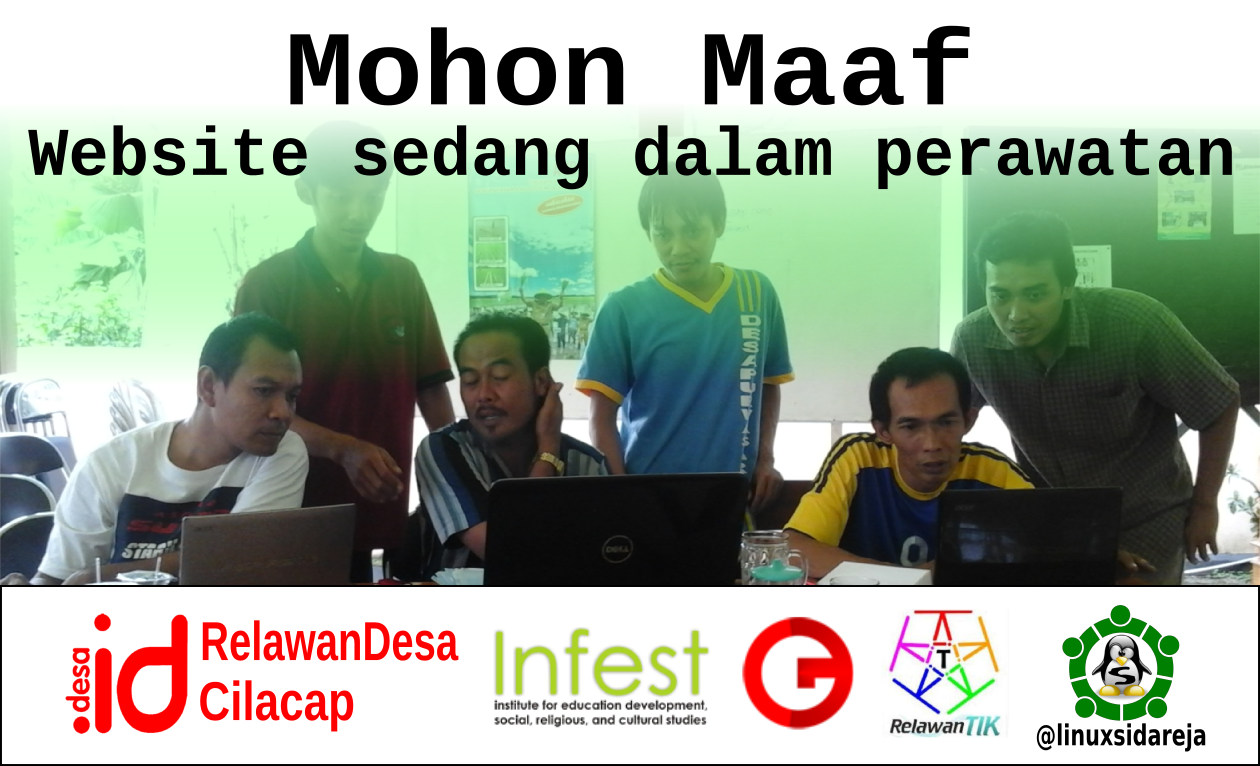 Mohon Maaf
Website sedang dalam perawatan
.desa
id
RelawanDesa
Cilacap
Infest
institute for education development,
social, religious, and cultural studies
T
RelawanTIK
S
@linuxsidareja